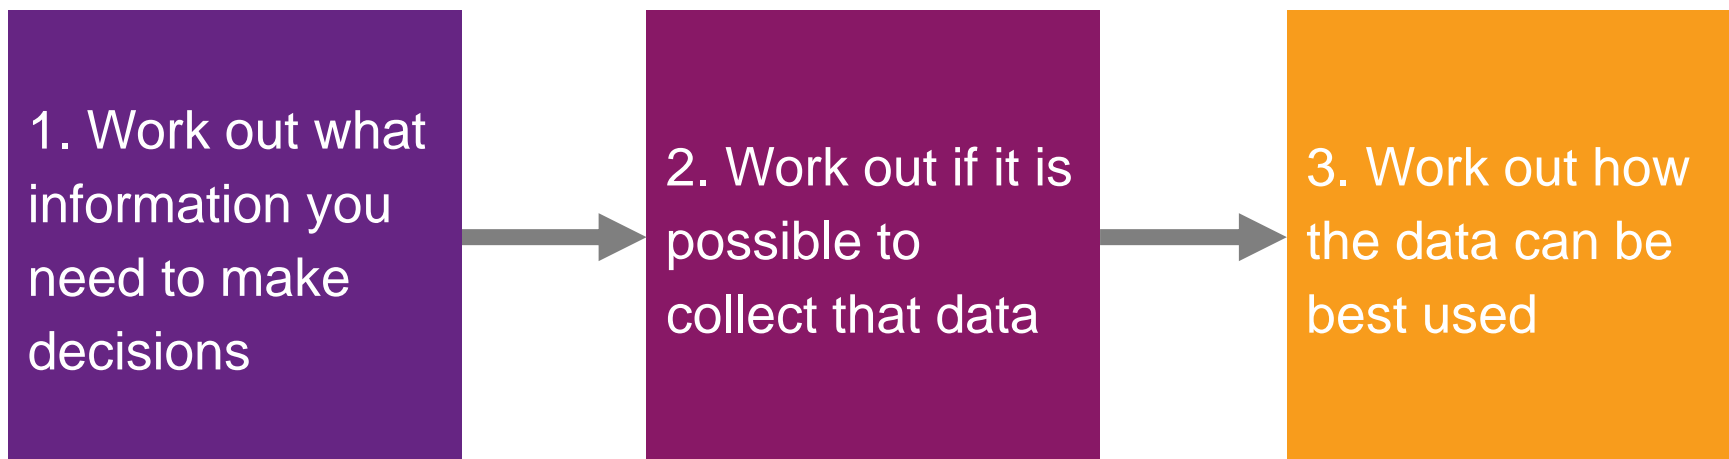 1. Work out what
information you
need to make
decisions
2. Work out if it is
possible to
collect that data
3. Work out how
the data can be
best used